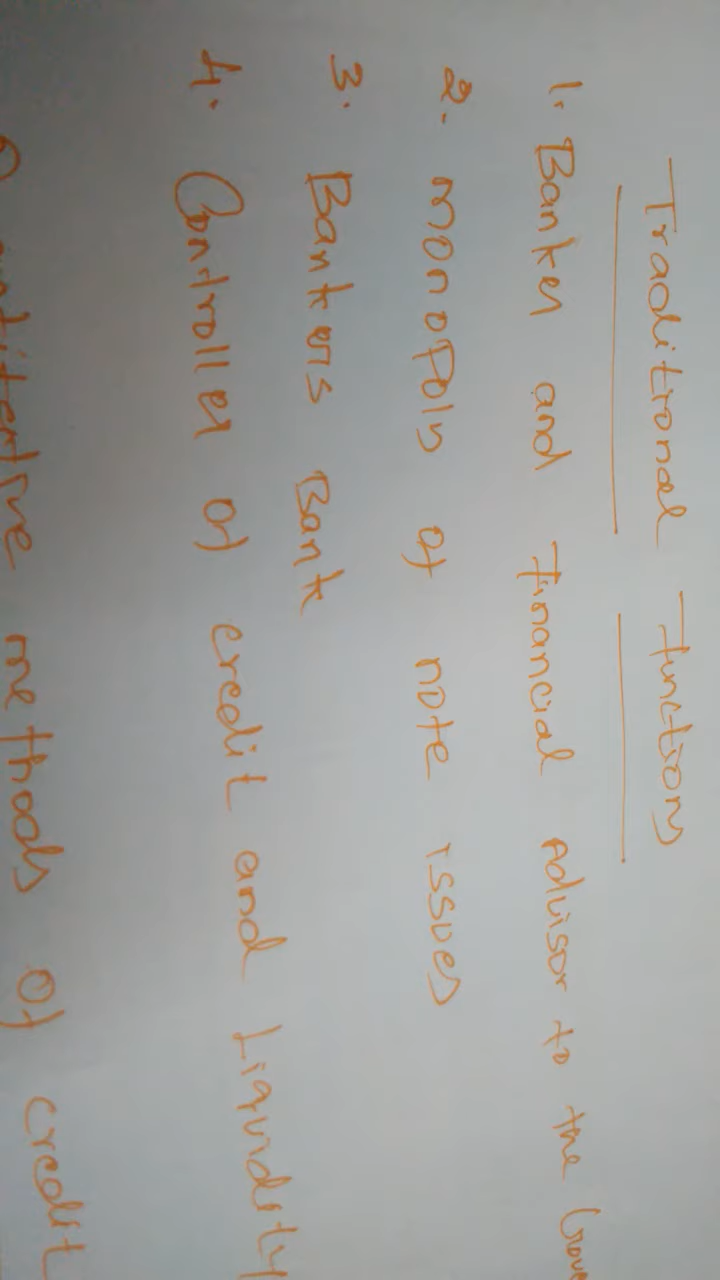 Traditional Functions
1. Banker and Financial Advisor to the
2. monopoly of note issues
3. Bankers Bank
4. Controller of credit and Liquidity
methods of credit